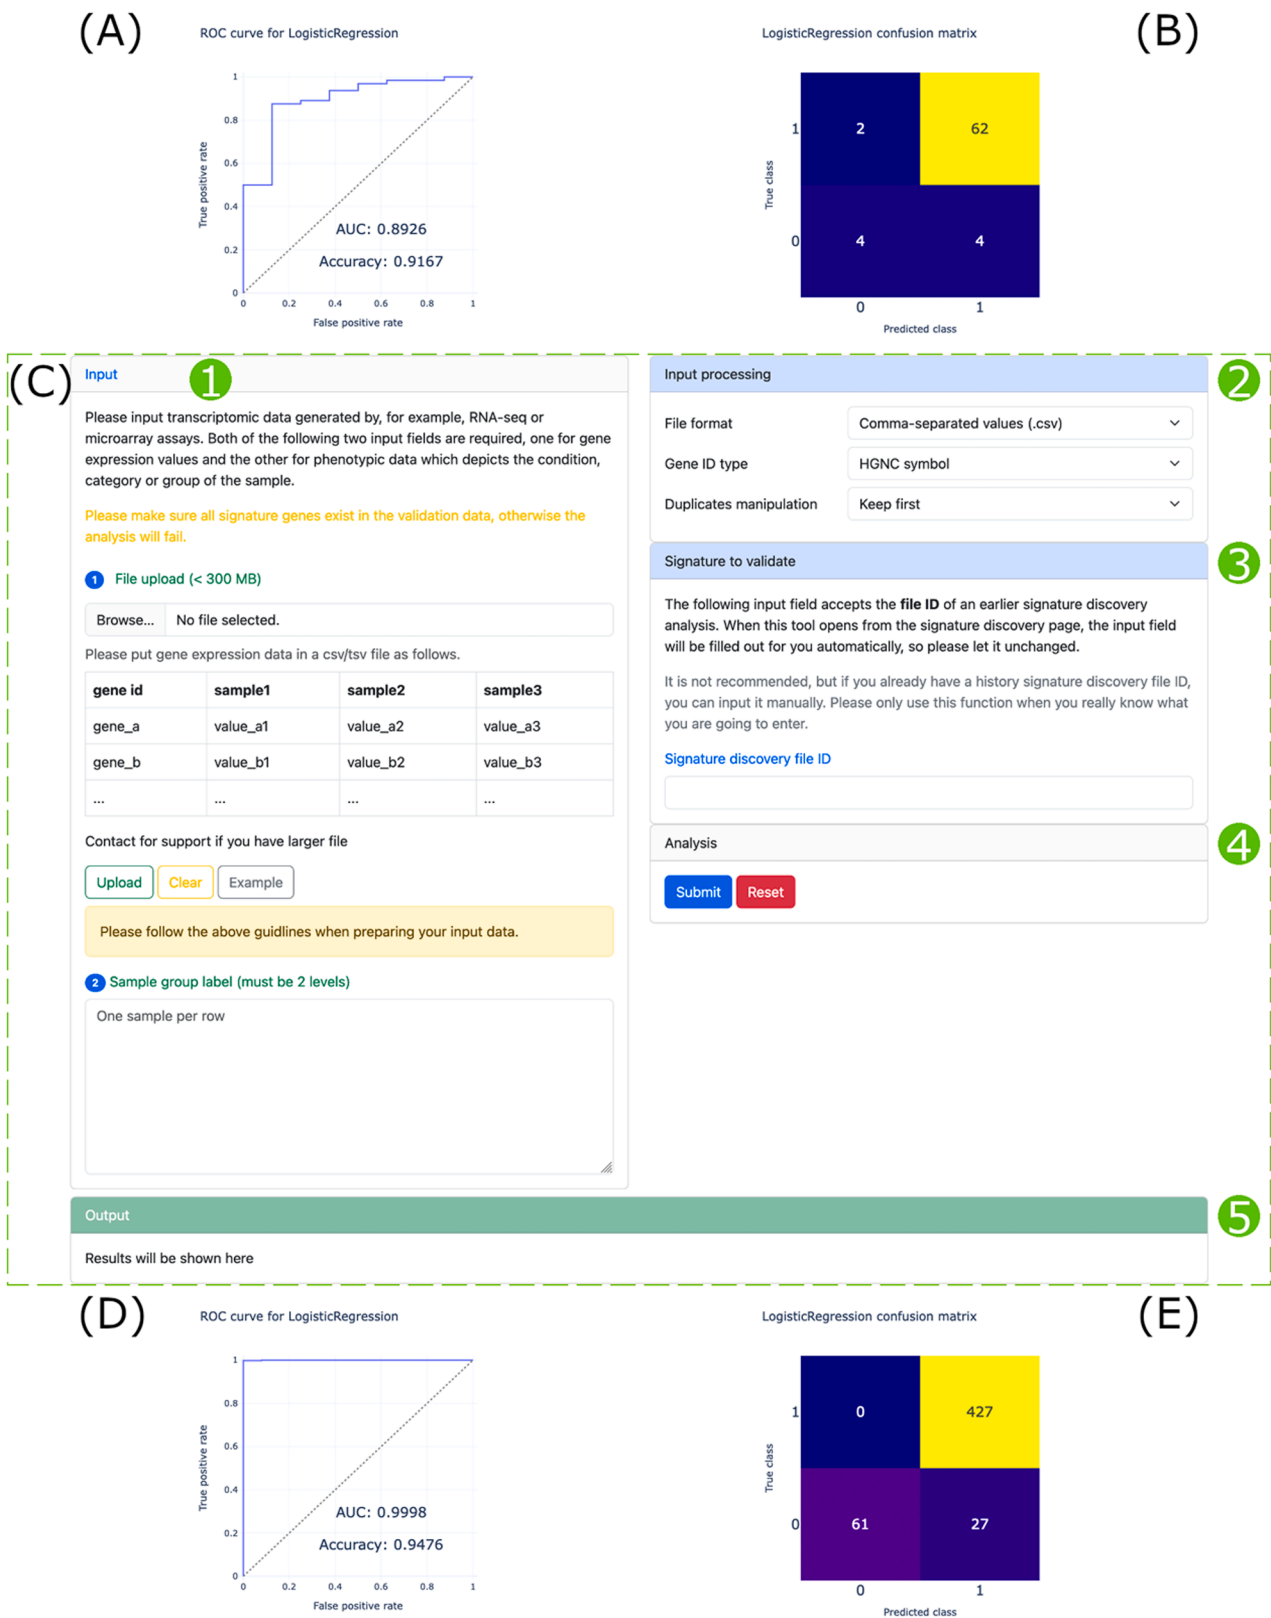 (A)
ROC curve for LogisticRegression
1
0.8
0.6
0.4
0.2
0
True positive rate
AUC: 0.8926
Accuracy: 0.9167
0 0.2 0.4 0.6 0.8 1
False positive rate
(B)
LogisticRegression confusion matrix
1 2 62
True class
0 4 4
0 1
Predicted class
(C)
Input
1
Please input transcriptomic data generated by, for example, RNA-seq or
microarray assays. Both of the following two input fields are required, one for gene
expression values and the other for phenotypic data which depicts the condition,
category or group of the sample.
Please make sure all signature genes exist in the validation data, otherwise the
analysis will fail.
1 File upload (< 300 MB)
Browse... No file selected.
Please put gene expression data in a csv/tsv file as follows.
gene id sample1 sample2 sample3
gene_a value_a1 value_a2 value_a3
gene_b value_b1 value_b2 value_b3
... ... ... ...
Contact for support if you have larger file
Upload Clear Example
Please follow the above guidlines when preparing your input data.
2 Sample group label (must be 2 levels)
One sample per row
Input processing
2
File format Comma-separated values (.csv)
Gene ID type HGNC symbol
Duplicates manipulation Keep first
Signature to validate
3
The following input field accepts the file ID of an earlier signature discovery
analysis. When this tool opens from the signature discovery page, the input field
will be filled out for you automatically, so please let it unchanged.
It is not recommended, but if you already have a history signature discovery file ID,
you can input it manually. Please only use this function when you really know what
you are going to enter.
Signature discovery file ID
Analysis
4
Submit Reset
Output
5
Results will be shown here
(D)
ROC curve for LogisticRegression
1
0.8
0.6
0.4
0.2
0
True positive rate
AUC: 0.9998
Accuracy: 0.9476
0 0.2 0.4 0.6 0.8 1
False positive rate
(E)
LogisticRegression confusion matrix
1 0 427
True class
0 61 27
0 1
Predicted class